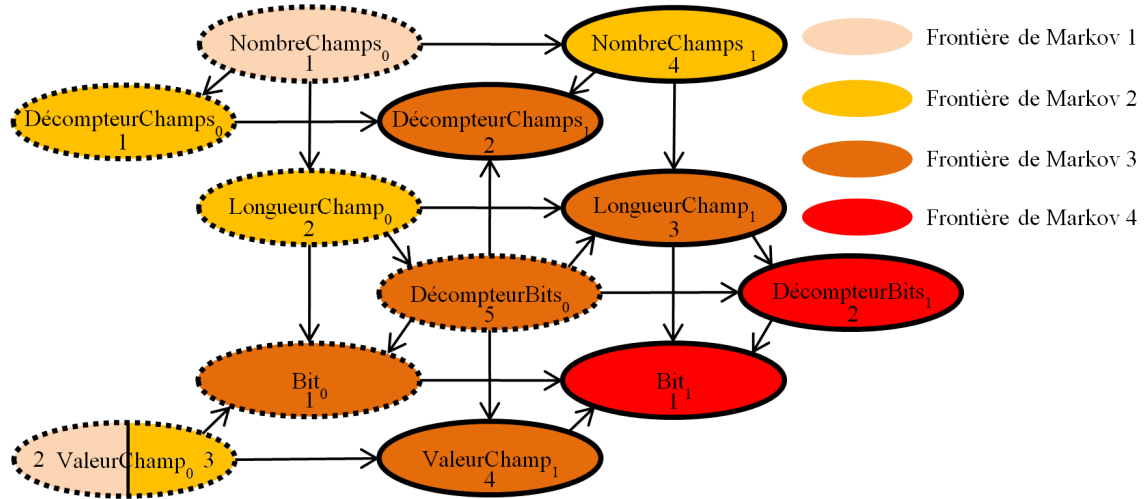 NombreChamps0
1
NombreChamps1
4
Frontière de Markov 1
DécompteurChamps0
1
DécompteurChamps1
2
Frontière de Markov 2
Frontière de Markov 3
LongueurChamp0
2
LongueurChamp1
3
Frontière de Markov 4
DécompteurBits0
5
DécompteurBits1
2
Bit0
1
Bit1
1
2 ValeurChamp0 3
ValeurChamp1
4